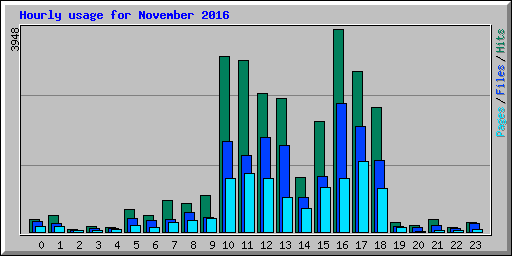 Hourly usage for November 2016
3948
Pages / Files / Hits
0 1 2 3 4 5 6 7 8 9 10 11 12 13 14 15 16 17 18 19 20 21 22 23